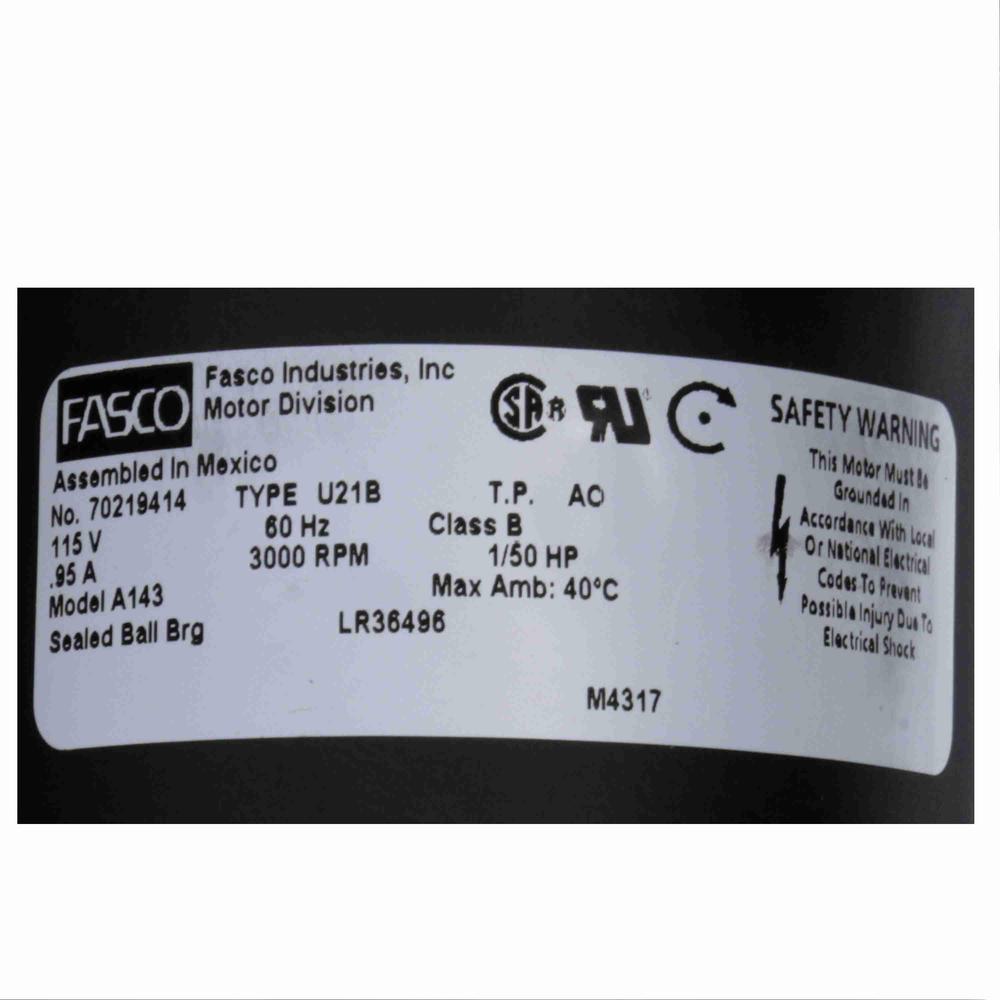 FASCO
Fasco Industries, Inc
Motor Division
Assembled In Mexico
No. 70219414 TYPE U21B T.P. AO
115 V 60 Hz Class B
.95 A 3000 RPM 1/50 HP
Model A143 Max Amb: 40°C
Sealed Ball Brg LR36496
M4317
SAFETY WARNING
This Motor Must Be
Grounded In
Accordance With Local
Or National Electrical
Codes To Prevent
Possible Injury Due To
Electrical Shock